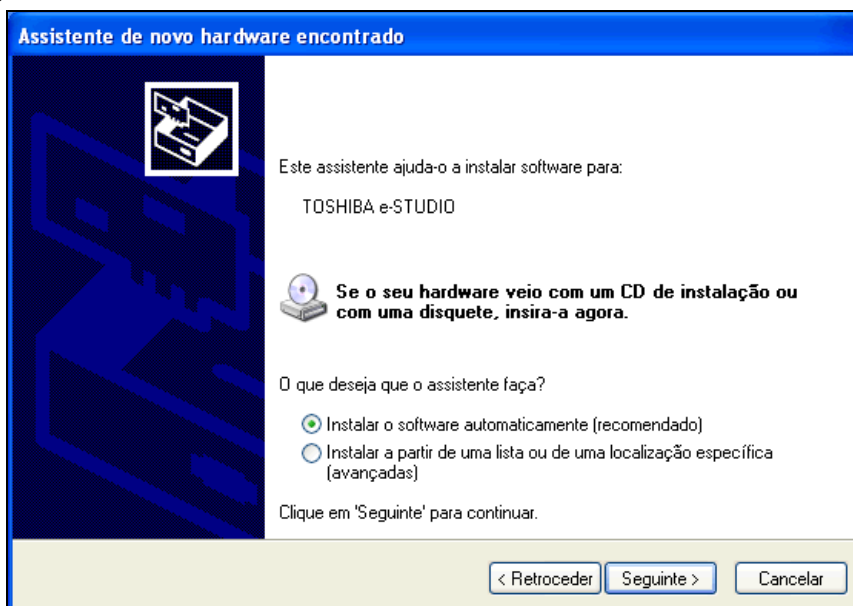 Assistente de novo hardware encontrado
Este assistente ajuda-o a instalar software para:
TOSHIBA e-STUDIO
Se o seu hardware veio com um CD de instalação ou
com uma disquete, insira-a agora.
O que deseja que o assistente faça?
Instalar o software automaticamente (recomendado)
Instalar a partir de uma lista ou de uma localização específica
(avançadas)
Clique em 'Seguinte' para continuar.
< Retroceder
Seguinte >
Cancelar